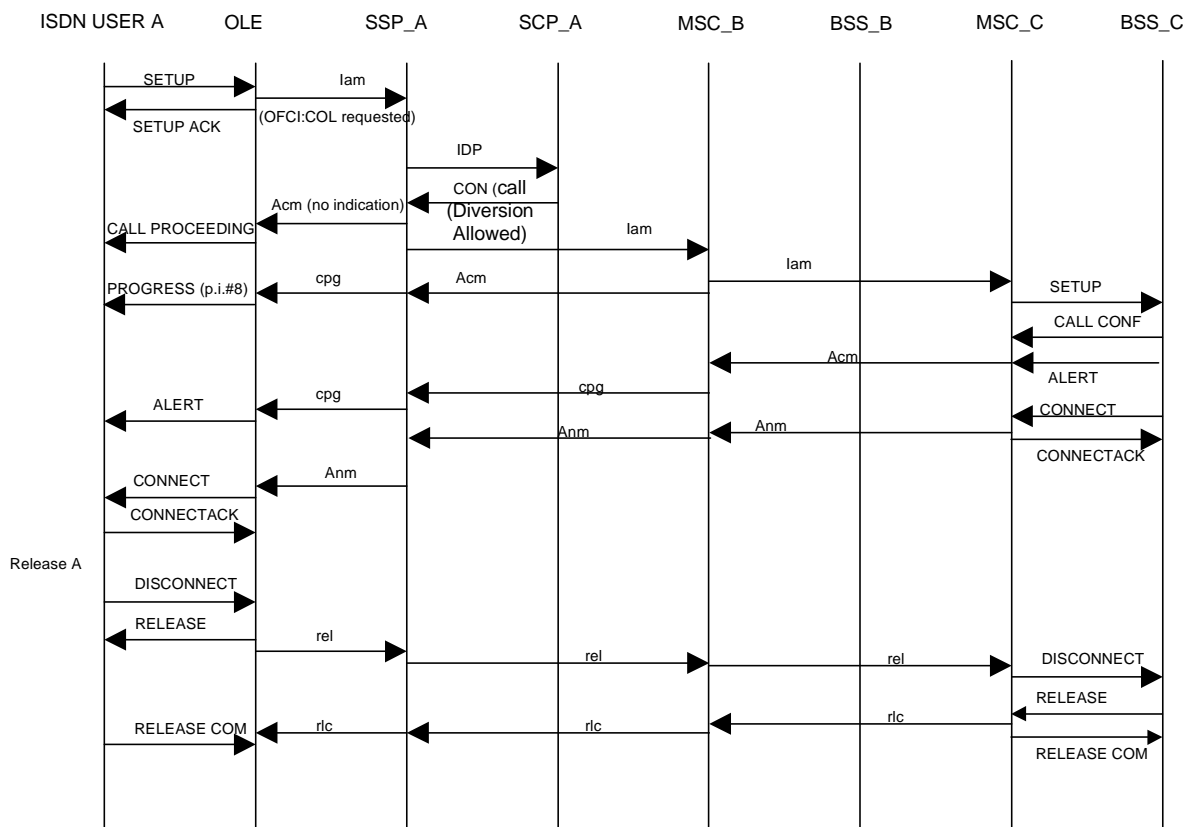 ISDN USER A OLE SSP_A SCP_A MSC_B BSS_B MSC_C BSS_C
SETUP Iam
SETUP ACK (OFCI:COL requested)
IDP
CON (call
(Diversion
Allowed)
Acm (no indication)
CALL PROCEEDING Iam
Iam
PROGRESS (p.i.#8) cpg Acm SETUP
CALL CONF
Acm
ALERT
cpg
ALERT cpg CONNECT
Anm Anm
CONNECTACK
CONNECT Anm
CONNECTACK
Release A
DISCONNECT
RELEASE rel
rel rel DISCONNECT
RELEASE
RELEASE COM rlc rlc rlc
RELEASE COM